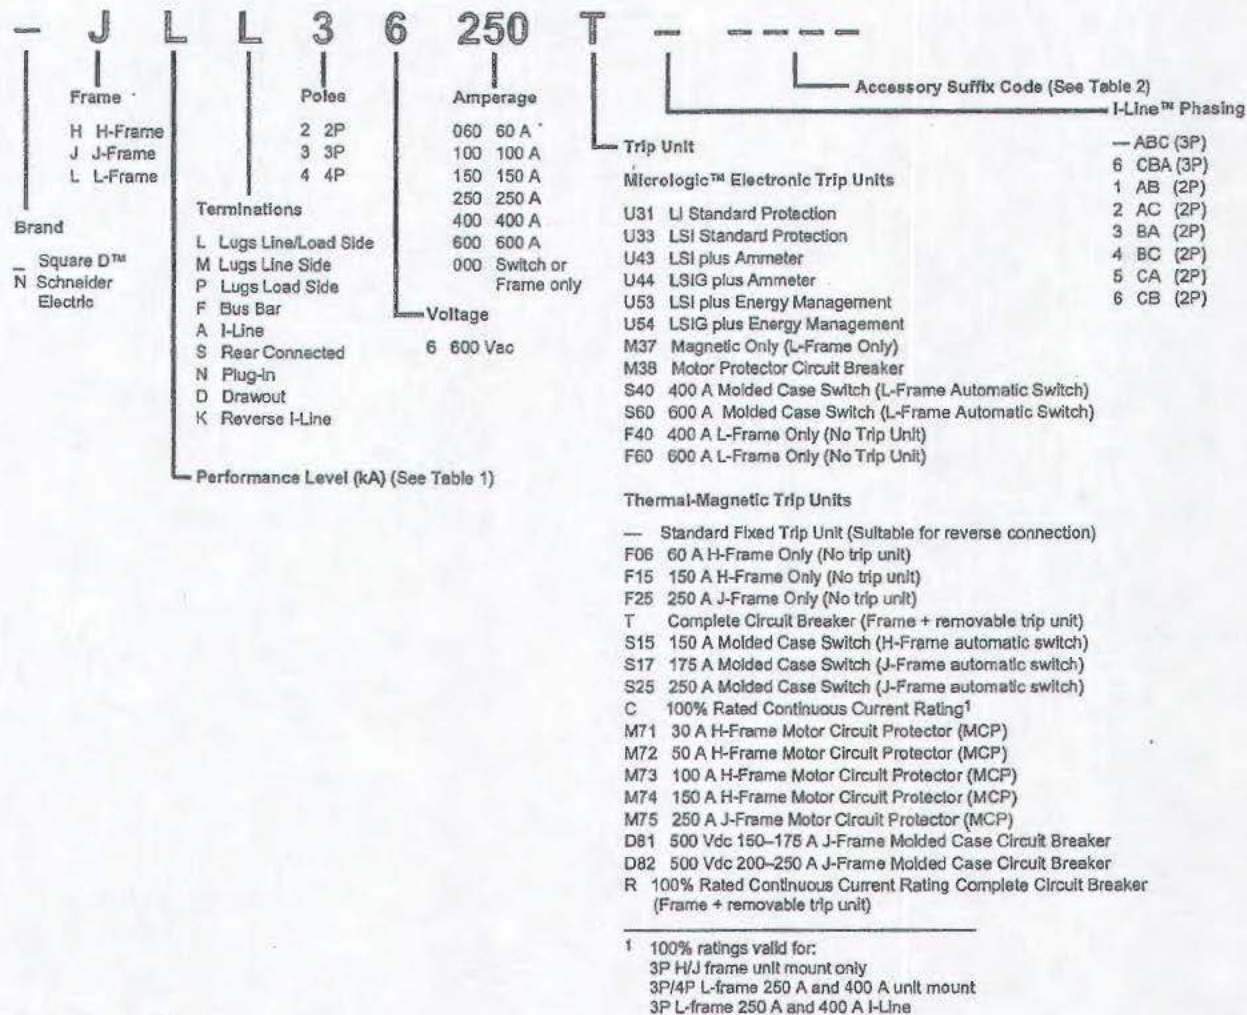 – J L L 3 6 250 T – – – – –
Accessory Suffix Code (See Table 2)
I-Line™ Phasing
— ABC (3P)
6 CBA (3P)
1 AB (2P)
2 AC (2P)
3 BA (2P)
4 BC (2P)
5 CA (2P)
6 CB (2P)
Frame
H H-Frame
J J-Frame
L L-Frame
Poles
2 2P
3 3P
4 4P
Amperage
060 60 A
100 100 A
150 150 A
250 250 A
400 400 A
600 600 A
000 Switch or
Frame only
Brand
_ Square D™
N Schneider
Electric
Terminations
L Lugs Line/Load Side
M Lugs Line Side
P Lugs Load Side
F Bus Bar
A I-Line
S Rear Connected
N Plug-in
D Drawout
K Reverse I-Line
Voltage
6 600 Vac
Performance Level (kA) (See Table 1)
Trip Unit
Micrologic™ Electronic Trip Units
U31 LI Standard Protection
U33 LSI Standard Protection
U43 LSI plus Ammeter
U44 LSIG plus Ammeter
U53 LSI plus Energy Management
U54 LSIG plus Energy Management
M37 Magnetic Only (L-Frame Only)
M38 Motor Protector Circuit Breaker
S40 400 A Molded Case Switch (L-Frame Automatic Switch)
S60 600 A Molded Case Switch (L-Frame Automatic Switch)
F40 400 A L-Frame Only (No Trip Unit)
F60 600 A L-Frame Only (No Trip Unit)
Thermal-Magnetic Trip Units
— Standard Fixed Trip Unit (Suitable for reverse connection)
F06 60 A H-Frame Only (No trip unit)
F15 150 A H-Frame Only (No trip unit)
F25 250 A J-Frame Only (No trip unit)
T Complete Circuit Breaker (Frame + removable trip unit)
S15 150 A Molded Case Switch (H-Frame automatic switch)
S17 175 A Molded Case Switch (J-Frame automatic switch)
S25 250 A Molded Case Switch (J-Frame automatic switch)
C 100% Rated Continuous Current Rating1
M71 30 A H-Frame Motor Circuit Protector (MCP)
M72 50 A H-Frame Motor Circuit Protector (MCP)
M73 100 A H-Frame Motor Circuit Protector (MCP)
M74 150 A H-Frame Motor Circuit Protector (MCP)
M75 250 A J-Frame Motor Circuit Protector (MCP)
D81 500 Vdc 150–175 A J-Frame Molded Case Circuit Breaker
D82 500 Vdc 200–250 A J-Frame Molded Case Circuit Breaker
R 100% Rated Continuous Current Rating Complete Circuit Breaker
(Frame + removable trip unit)
1 100% ratings valid for:
3P H/J frame unit mount only
3P/4P L-frame 250 A and 400 A unit mount
3P L-frame 250 A and 400 A I-Line